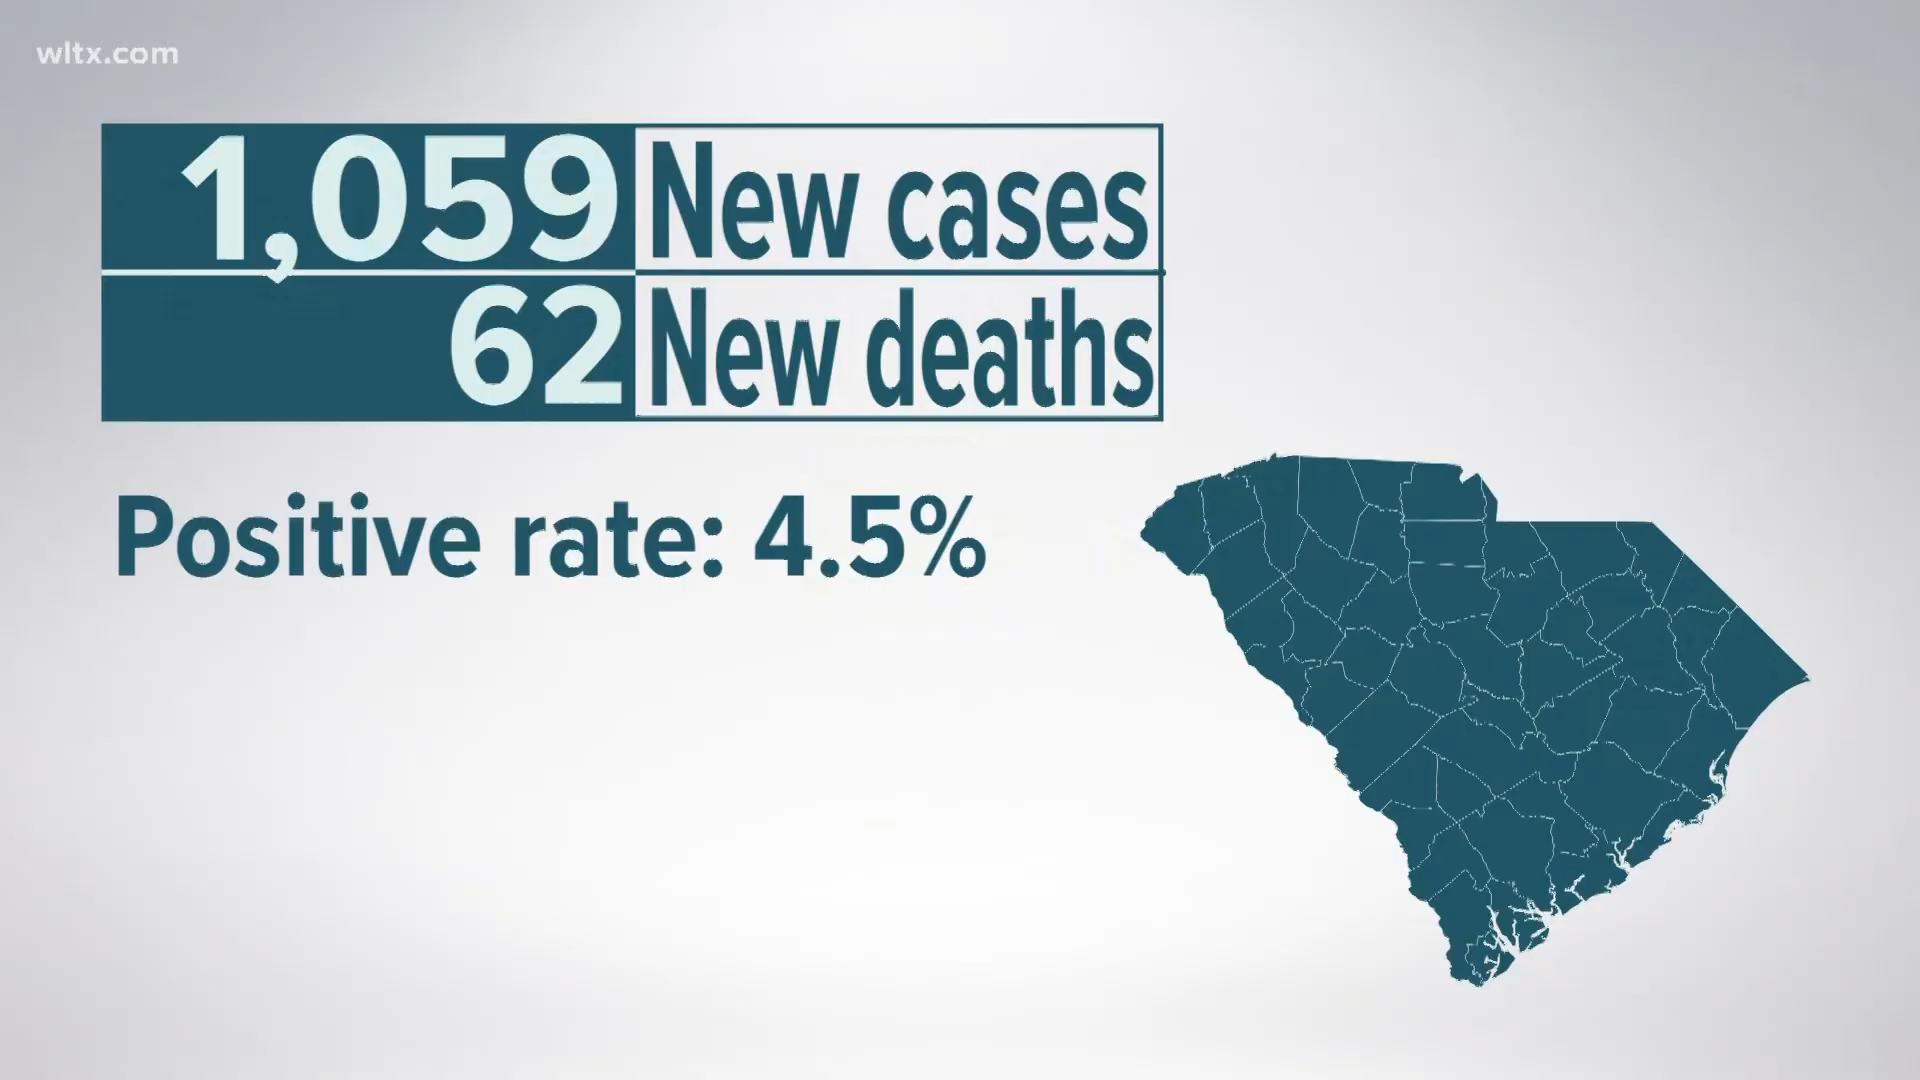 wltx.com
1,059 New cases
62 New deaths
Positive rate: 4.5%